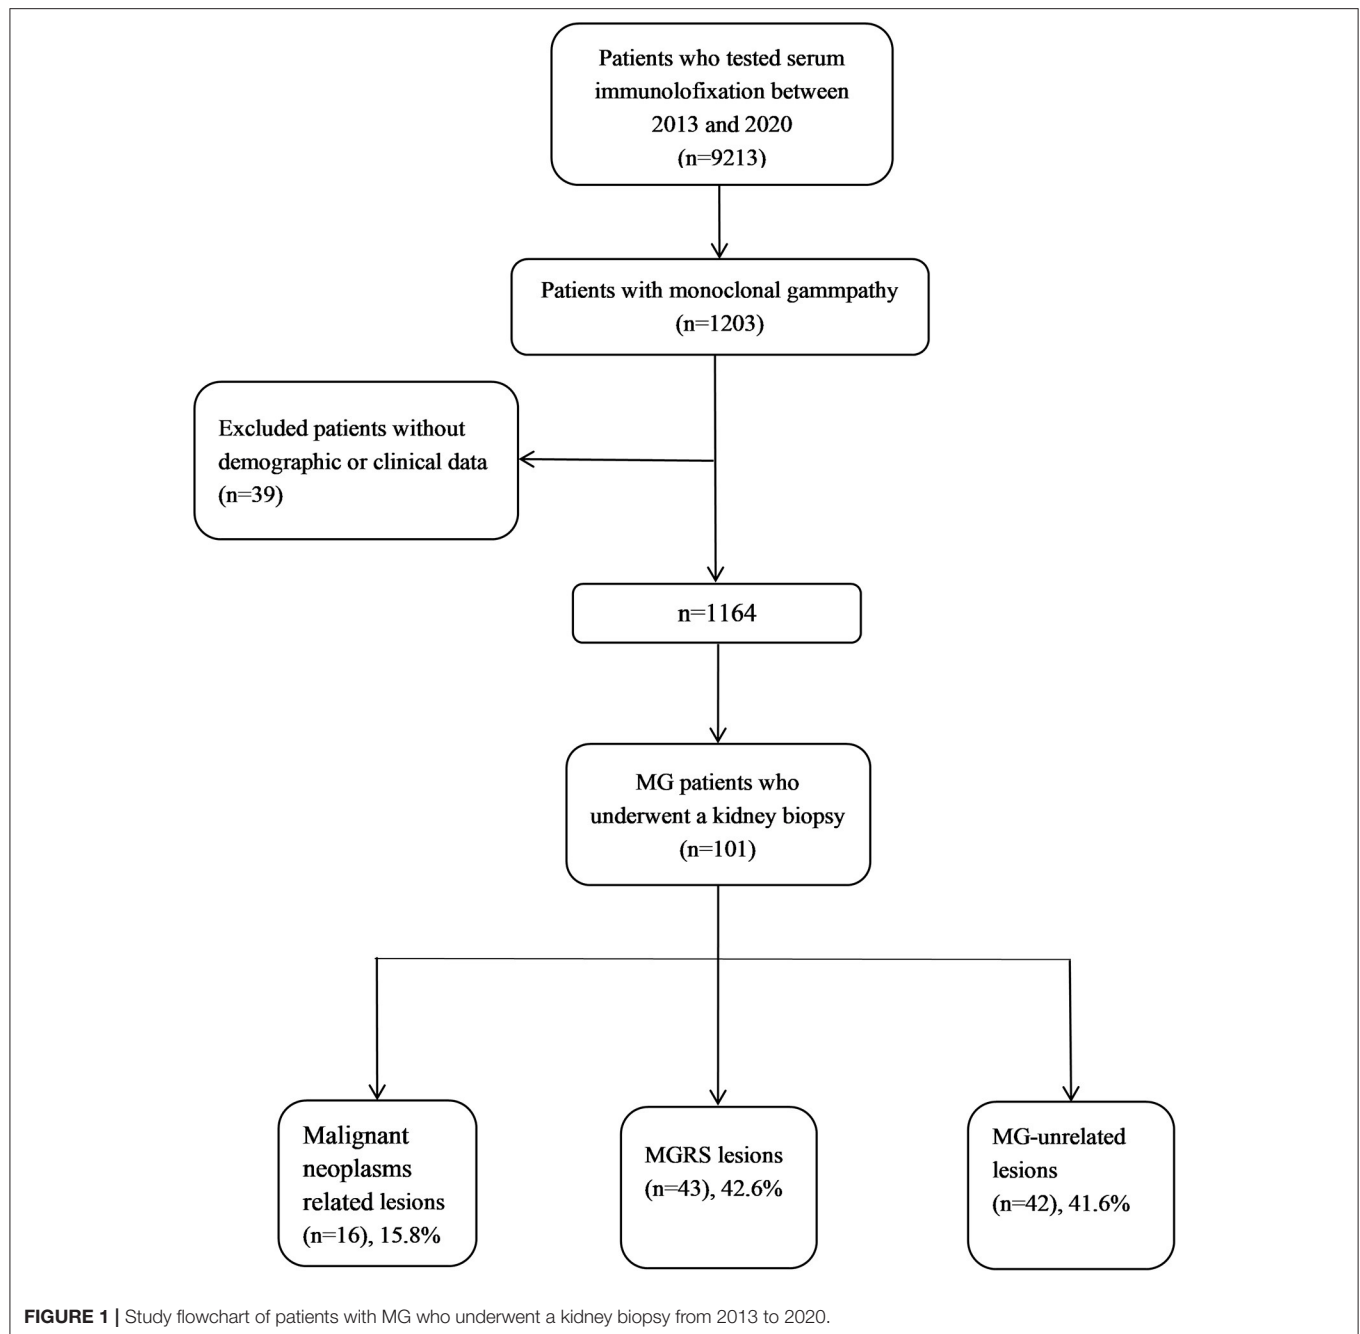 Patients who tested serum
immunolofixation between
2013 and 2020
(n=9213)
Patients with monoclonal gammpathy
(n=1203)
Excluded patients without
demographic or clinical data
(n=39)
n=1164
MG patients who
underwent a kidney biopsy
(n=101)
Malignant
neoplasms
related lesions
(n=16), 15.8%
MGRS lesions
(n=43), 42.6%
MG-unrelated
lesions
(n=42), 41.6%
FIGURE 1 | Study flowchart of patients with MG who underwent a kidney biopsy from 2013 to 2020.